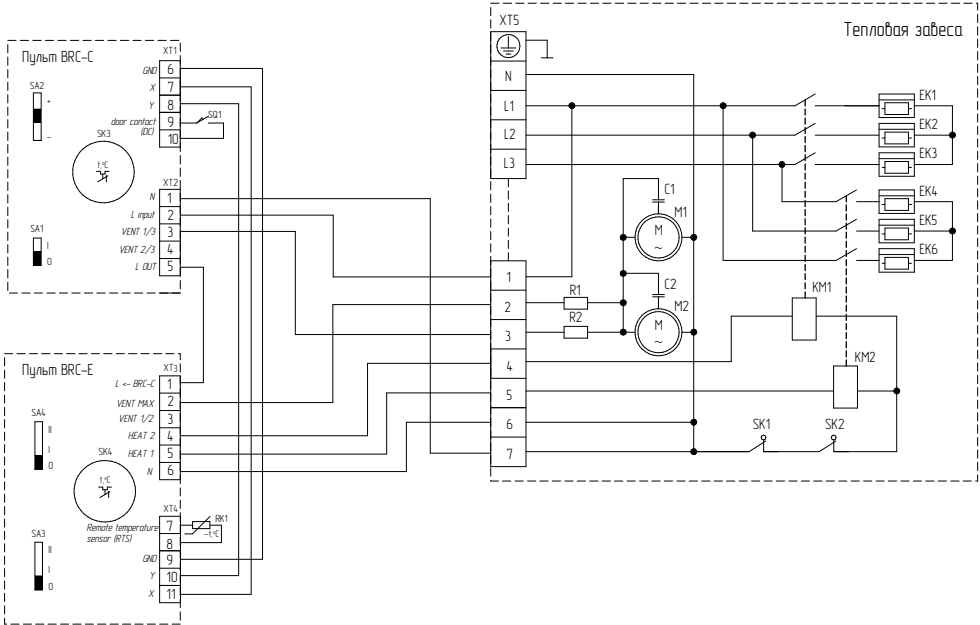 Пульт BRC-C
XT1
SA2
+
-
SK3
t,°C
GND 6
X 7
Y 8
door contact (DC) 9
10
SQ1
XT2
N 1
L input 2
VENT 1/3 3
VENT 2/3 4
L OUT 5
SA1
I
0
Пульт BRC-E
XT3
SA4
II
I
0
SK4
t,°C
L <- BRC-C 1
VENT MAX 2
VENT 1/2 3
HEAT 2 4
HEAT 1 5
N 6
XT4
Remote temperature 7
sensor (RTS) 8
RK1
-t,°C
GND 9
Y 10
X 11
SA3
II
I
0
XT5
Тепловая завеса
N
L1
L2
L3
1
2
3
4
5
6
7
EK1
EK2
EK3
EK4
EK5
EK6
C1
M1
M
~
C2
M2
M
~
R1
R2
KM1
KM2
SK1
SK2